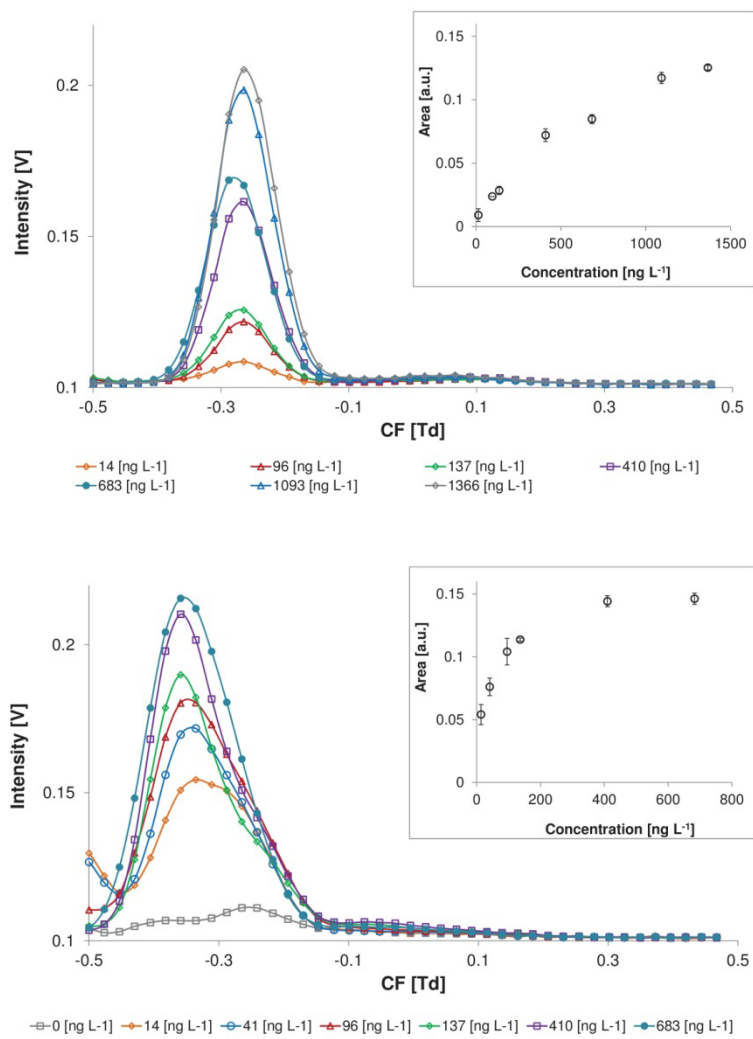 0.2
0.15
0.1
Intensity [V]
-0.5 -0.3 -0.1 0.1 0.3 0.5
CF [Td]
0.15
0.1
0.05
0
Area [a.u.]
0 500 1000 1500
Concentration [ng L-1]
14 [ng L-1] 96 [ng L-1] 137 [ng L-1] 410 [ng L-1]
683 [ng L-1] 1093 [ng L-1] 1366 [ng L-1]
0.2
0.15
0.1
Intensity [V]
-0.5 -0.3 -0.1 0.1 0.3 0.5
CF [Td]
0.15
0.1
0.05
0
Area [a.u.]
0 200 400 600 800
Concentration [ng L-1]
0 [ng L-1] 14 [ng L-1] 41 [ng L-1] 96 [ng L-1] 137 [ng L-1] 410 [ng L-1] 683 [ng L-1]